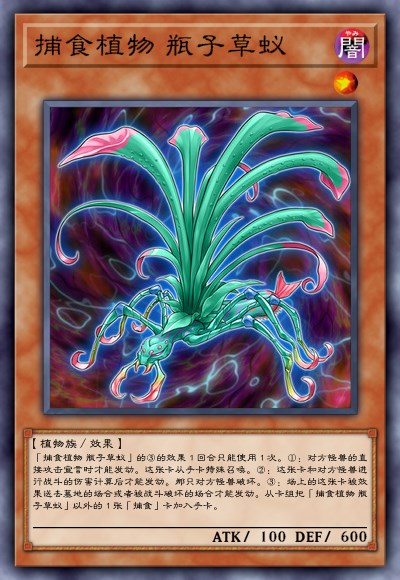 捕食植物 瓶子草蚁
やみ
闇
【植物族／效果】
「捕食植物 瓶子草蚁」的③的效果1回合只能使用1次。①：对方怪兽的直
接攻击宣言时才能发动。这张卡从手卡特殊召唤。②：这张卡和对方怪兽进
行战斗的伤害计算后才能发动。那只对方怪兽破坏。③：场上的这张卡被效
果送去墓地的场合或者被战斗破坏的场合才能发动。从卡组把「捕食植物 瓶
子草蚁」以外的1张「捕食」卡加入手卡。
ATK/ 100 DEF/ 600